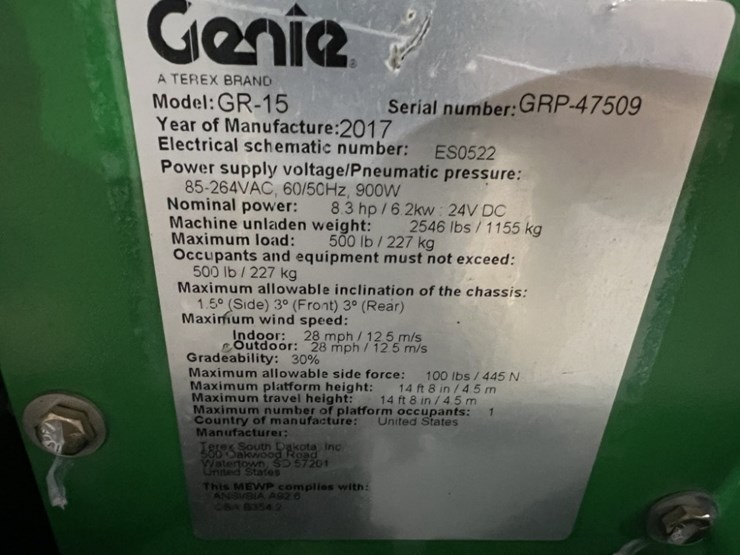 Genie
A TEREX BRAND
Model: GR-15 Serial number: GRP-47509
Year of Manufacture: 2017
Electrical schematic number: ES0522
Power supply voltage/Pneumatic pressure:
85-264VAC, 60/50Hz, 900W
Nominal power: 8.3 hp / 6.2kw : 24V DC
Machine unladen weight: 2546 lbs / 1155 kg
Maximum load: 500 lb / 227 kg
Occupants and equipment must not exceed:
500 lb / 227 kg
Maximum allowable inclination of the chassis:
1.5° (Side) 3° (Front) 3° (Rear)
Maximum wind speed:
Indoor: 28 mph / 12.5 m/s
Outdoor: 28 mph / 12.5 m/s
Gradeability: 30%
Maximum allowable side force: 100 lbs / 445 N
Maximum platform height: 14 ft 8 in / 4.5 m
Maximum travel height: 14 ft 8 in / 4.5 m
Maximum number of platform occupants: 1
Country of manufacture: United States
Manufacturer:
Terex South Dakota, Inc.
500 Oakwood Road
Watertown, SD 57201
United States
This MEWP complies with:
ANSI/SIA A92.6
B354.2